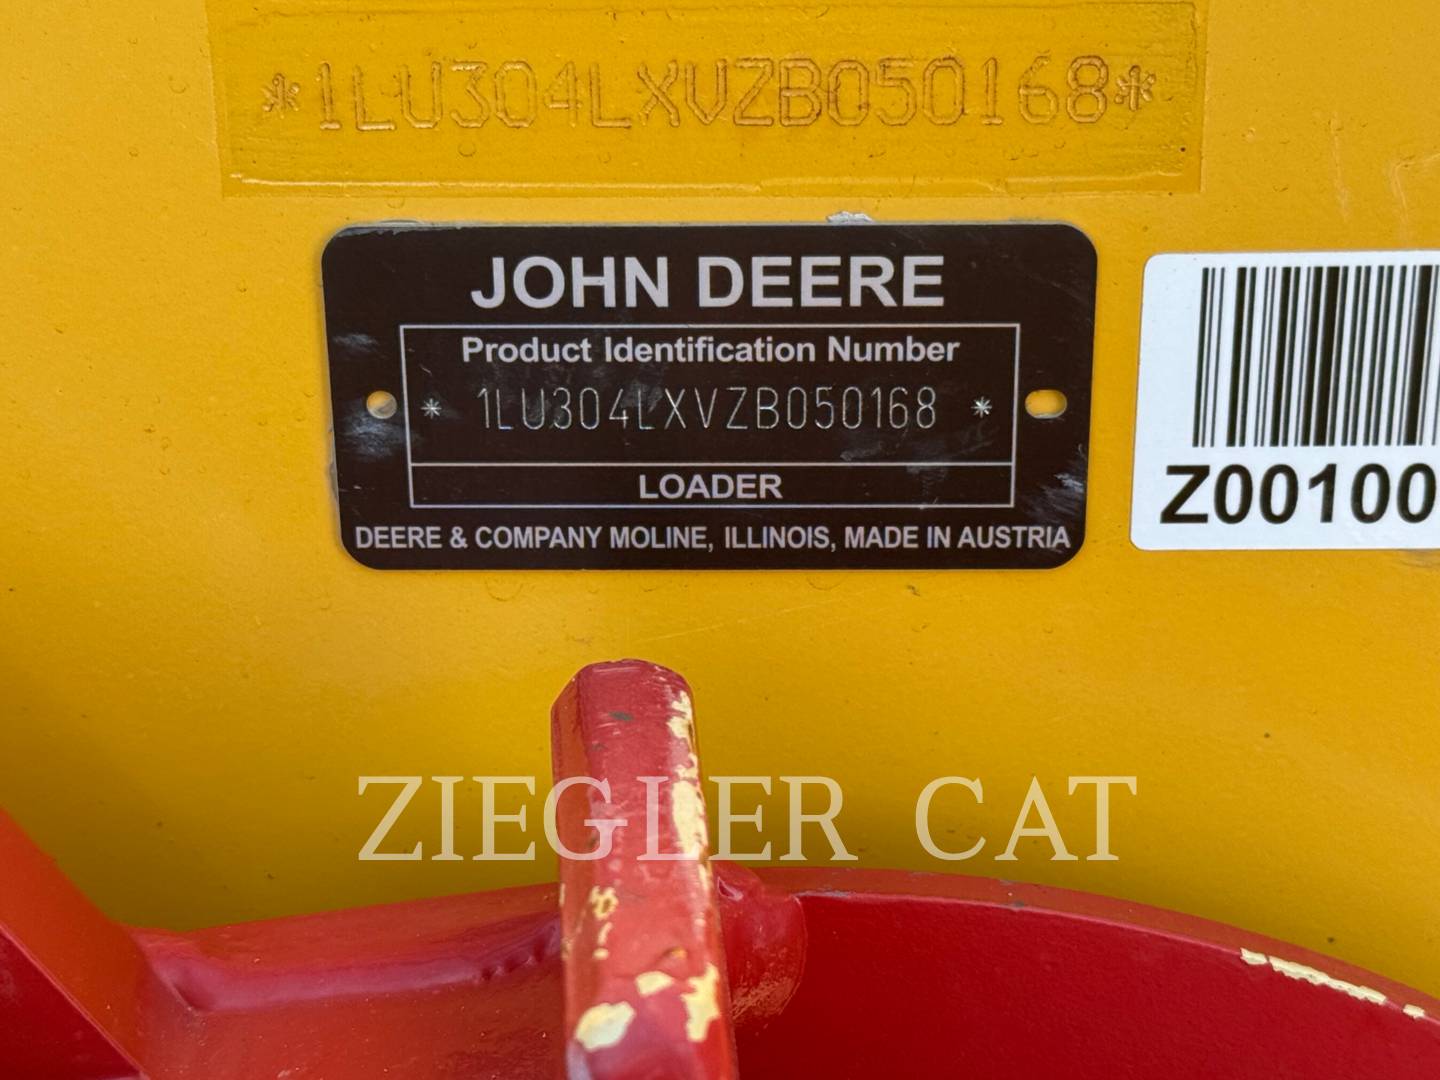 *1LU304LXVZB050168*
JOHN DEERE
Product Identification Number
* 1LU304LXVZB050168 *
LOADER
DEERE & COMPANY MOLINE, ILLINOIS, MADE IN AUSTRIA
Z00100
ZIEGLER CAT